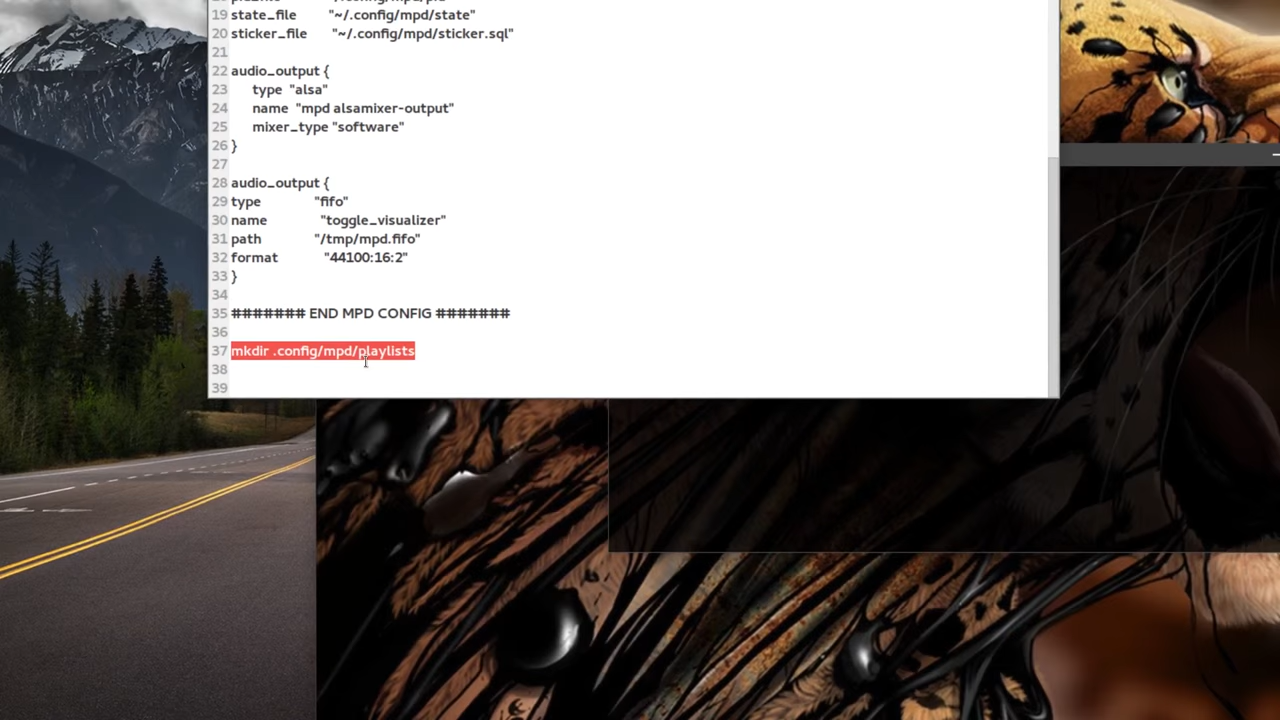 19 state_file "~/.config/mpd/state"
20 sticker_file "~/.config/mpd/sticker.sql"
21
22 audio_output {
23 type "alsa"
24 name "mpd alsamixer-output"
25 mixer_type "software"
26 }
27
28 audio_output {
29 type "fifo"
30 name "toggle_visualizer"
31 path "/tmp/mpd.fifo"
32 format "44100:16:2"
33 }
34
35 ####### END MPD CONFIG #######
36
37 mkdir .config/mpd/playlists
38
39